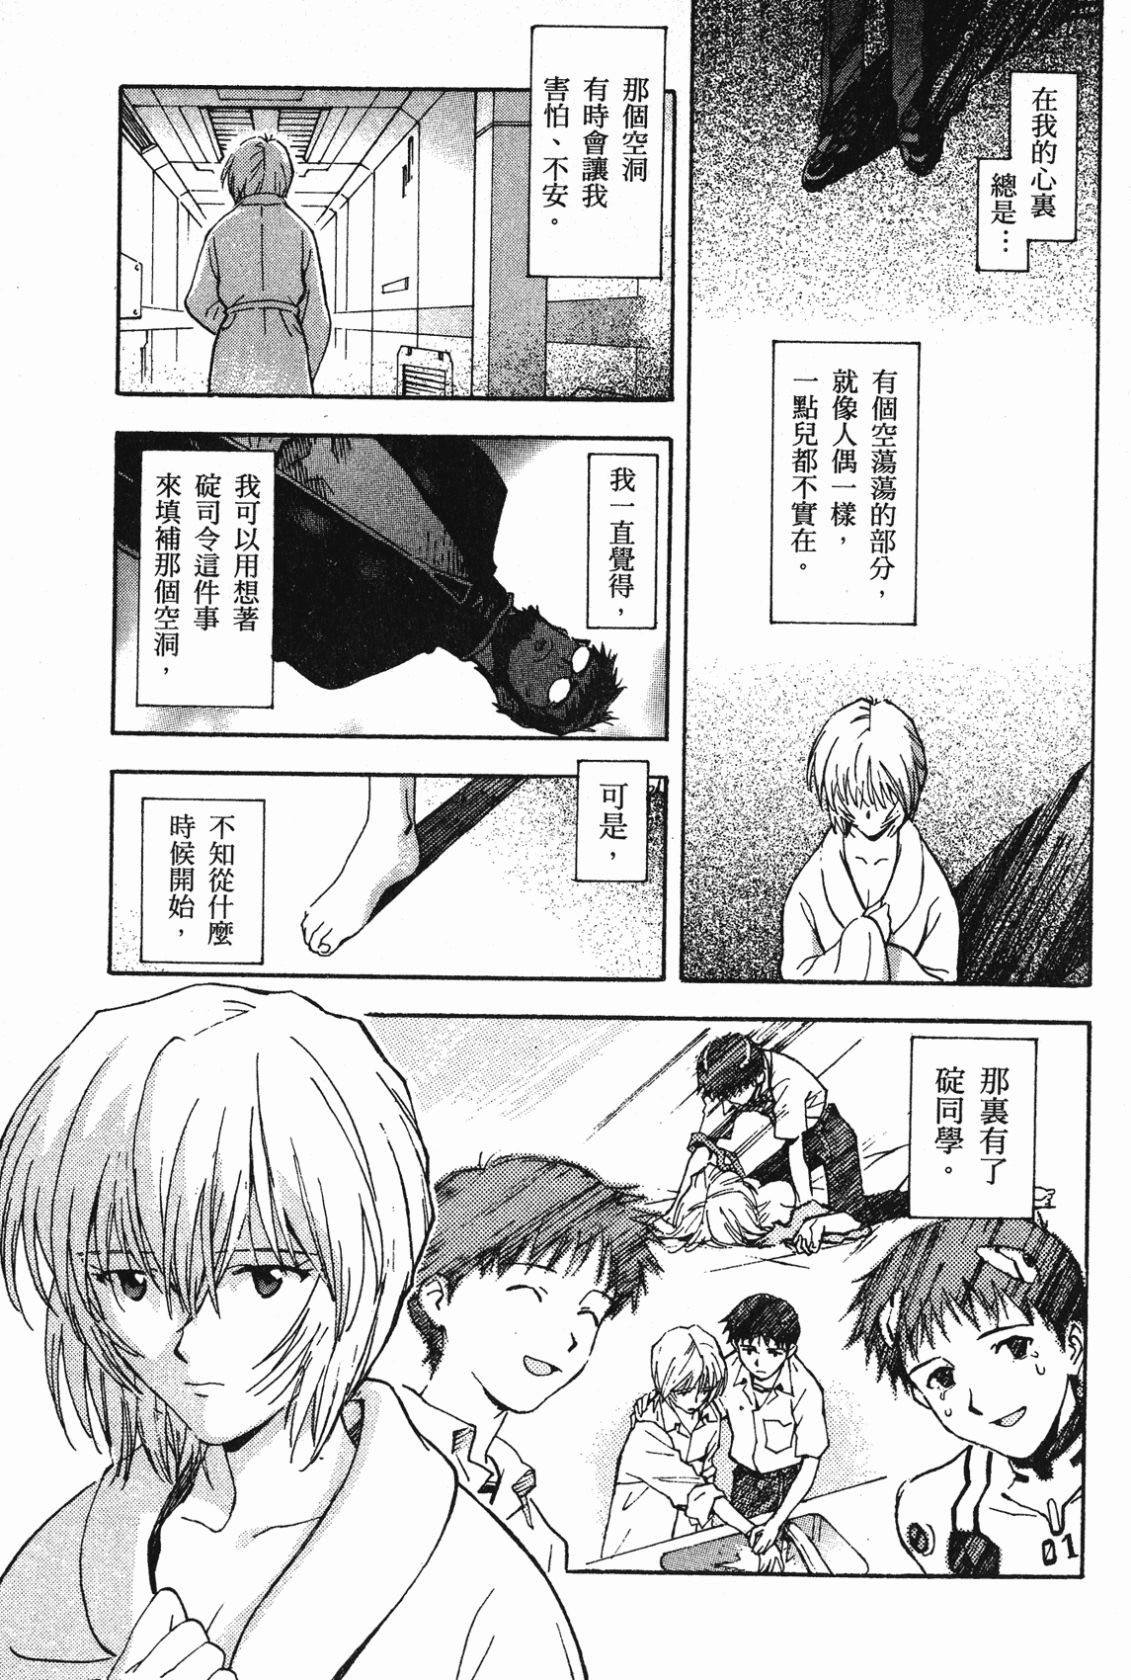 在我的心裏
總是…
有個空蕩蕩的部分，
就像人偶一樣，
一點兒都不實在。
那個空洞
有時會讓我
害怕、不安。
我一直覺得，
我可以用想著
碇司令這件事
來填補那個空洞，
可是，
不知從什麼
時候開始，
那裏有了
碇同學。
01